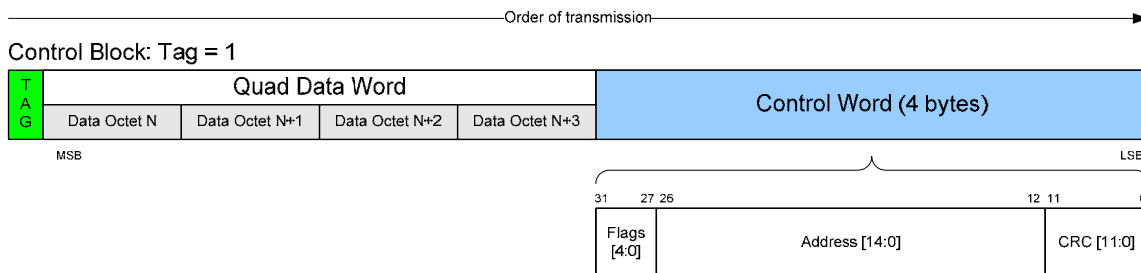 Order of transmission
Control Block: Tag = 1
TAG
Quad Data Word
Control Word (4 bytes)
Data Octet N
Data Octet N+1
Data Octet N+2
Data Octet N+3
MSB
LSB
31
27
26
12
11
Flags
[4:0]
Address [14:0]
CRC [11:0]